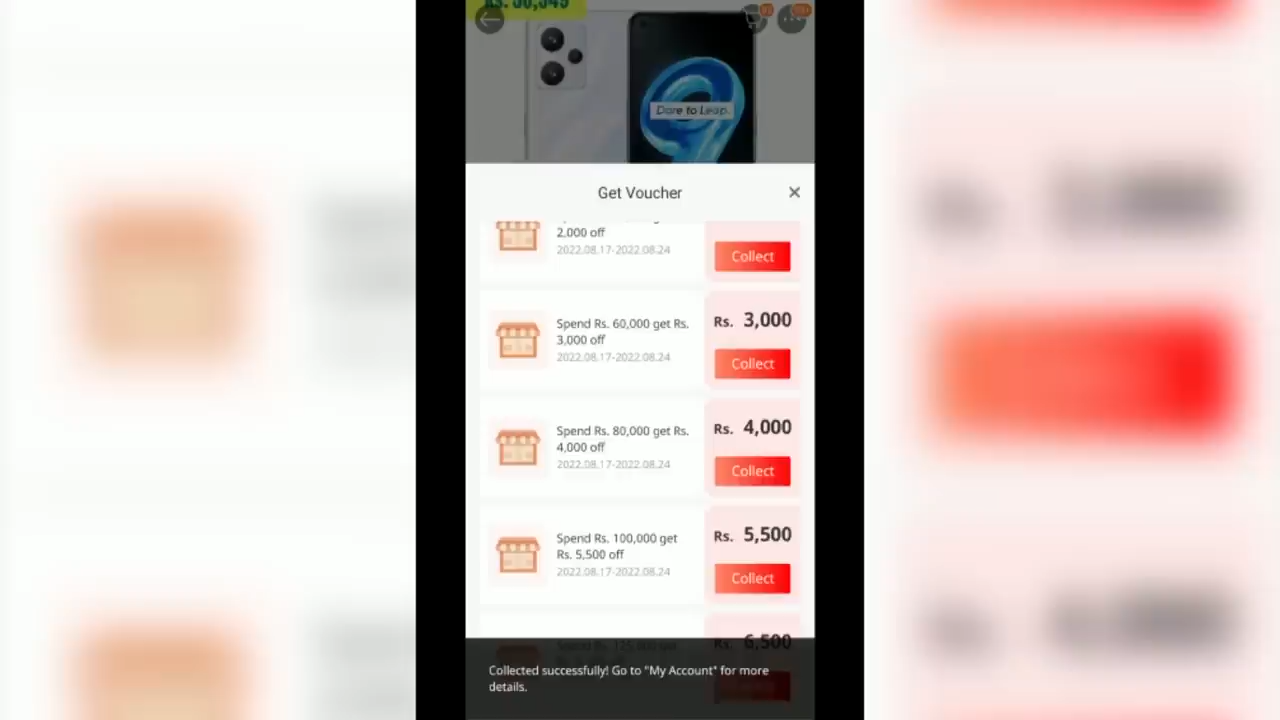 Rs. 56,549
Dare to Leap.
Get Voucher
2,000 off
2022.08.17-2022.08.24
Collect
Spend Rs. 60,000 get Rs.
3,000 off
2022.08.17-2022.08.24
Rs. 3,000
Collect
Spend Rs. 80,000 get Rs.
4,000 off
2022.08.17-2022.08.24
Rs. 4,000
Collect
Spend Rs. 100,000 get
Rs. 5,500 off
2022.08.17-2022.08.24
Rs. 5,500
Collect
Rs. 6,500
Collected successfully! Go to "My Account" for more
details.